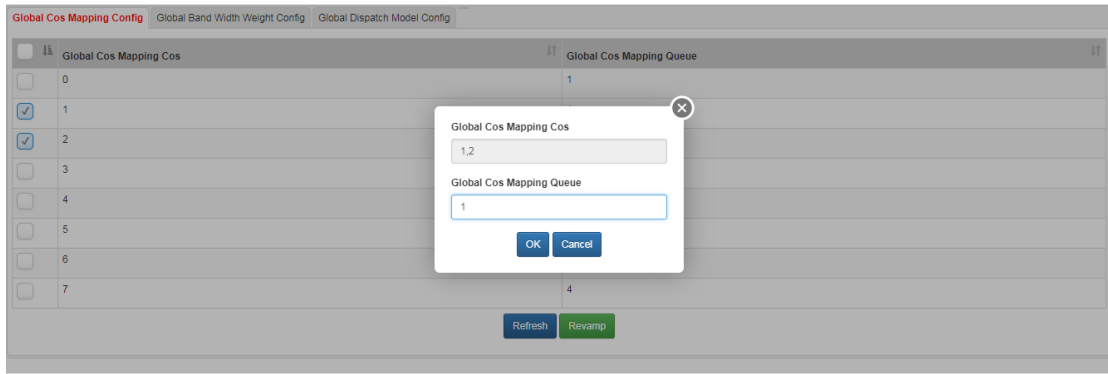 Global Cos Mapping Config Global Band Width Weight Config Global Dispatch Model Config
Global Cos Mapping Cos Global Cos Mapping Queue
0 1
1
2
3
4
5
6
7 4
Global Cos Mapping Cos
1,2
Global Cos Mapping Queue
1
OK Cancel
Refresh Revamp